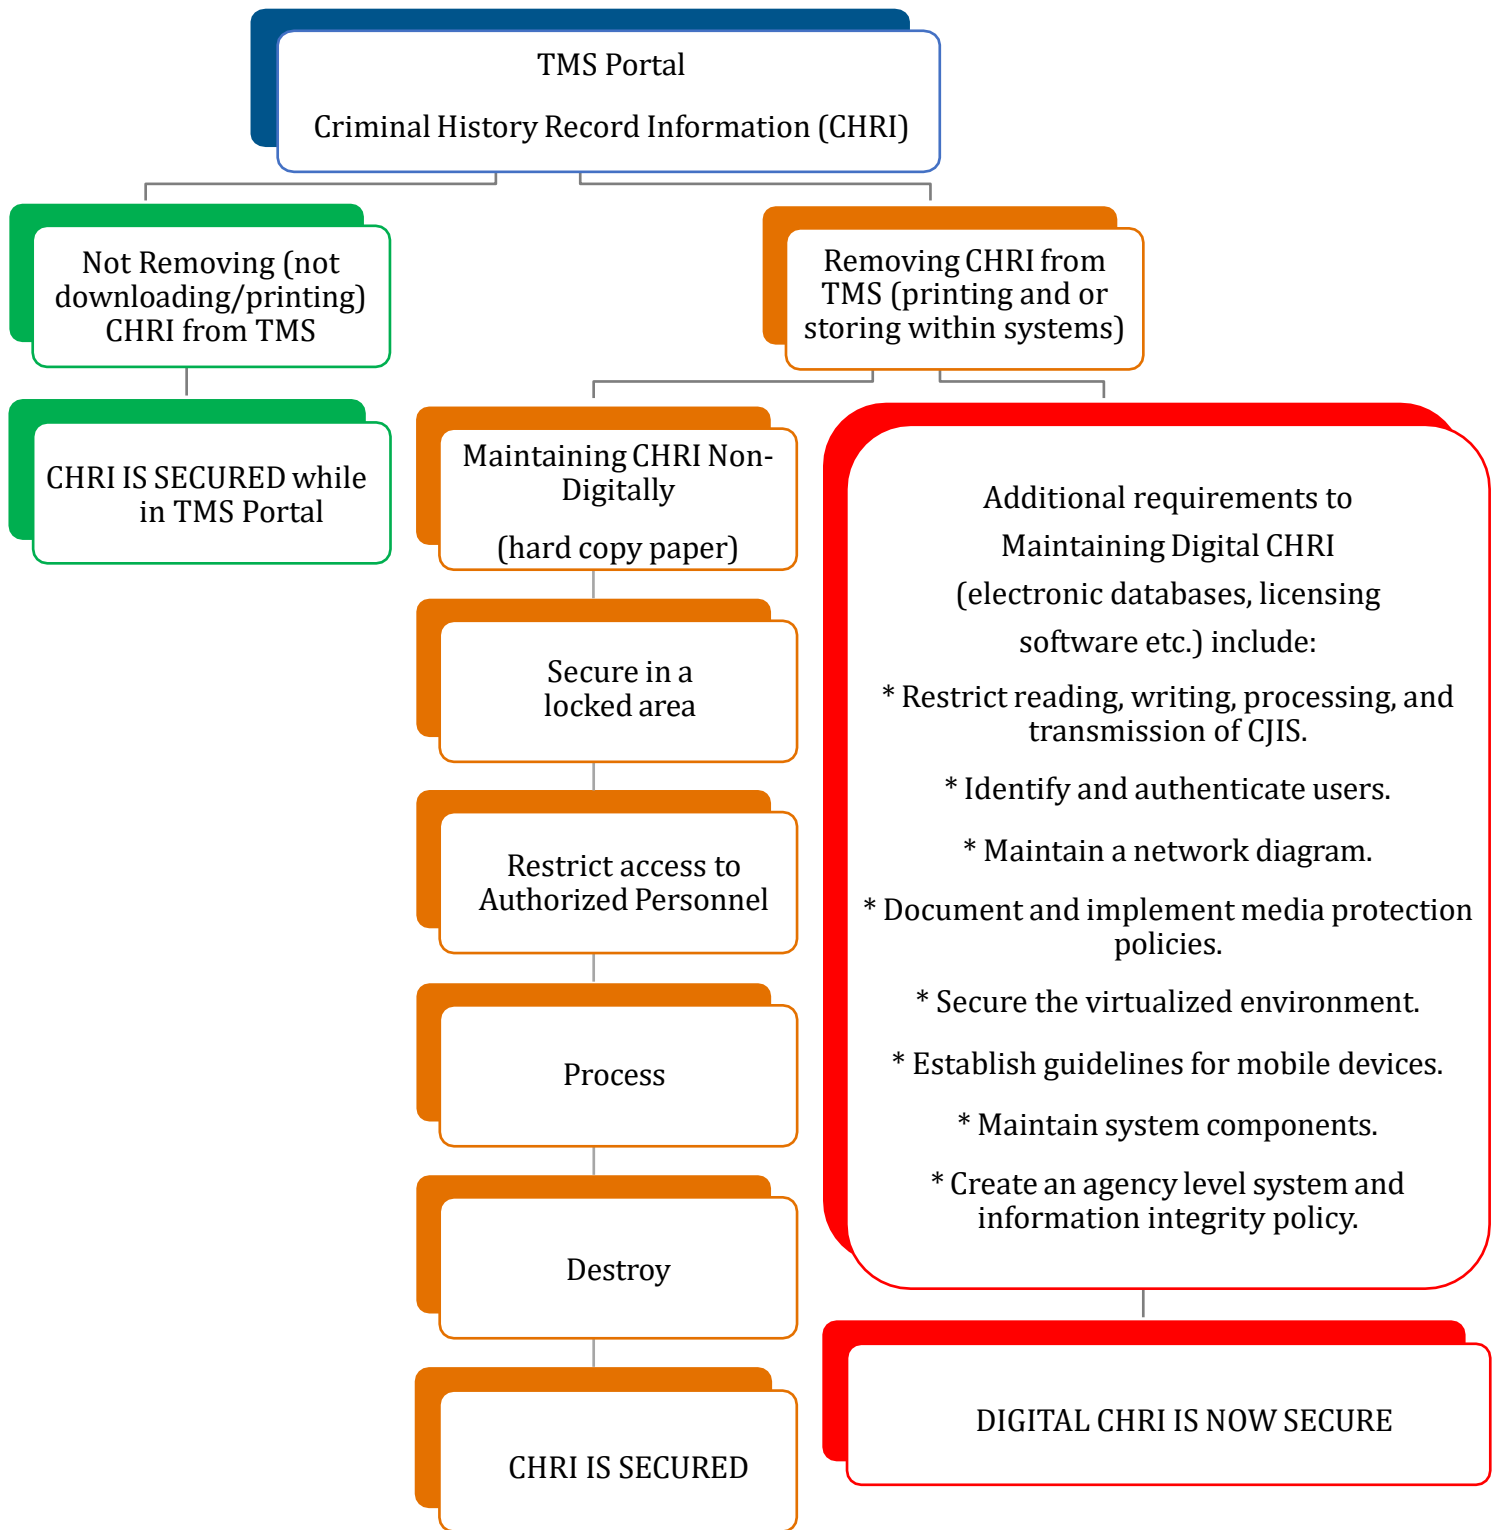 TMS Portal
Criminal History Record Information (CHRI)
Not Removing (not
downloading/printing)
CHRI from TMS
CHRI IS SECURED while
in TMS Portal
Removing CHRI from
TMS (printing and or
storing within systems)
Maintaining CHRI Non-
Digitally
(hard copy paper)
Secure in a
locked area
Restrict access to
Authorized Personnel
Process
Destroy
CHRI IS SECURED
Additional requirements to
Maintaining Digital CHRI
(electronic databases, licensing
software etc.) include:
* Restrict reading, writing, processing, and
transmission of CJIS.
* Identify and authenticate users.
* Maintain a network diagram.
* Document and implement media protection
policies.
* Secure the virtualized environment.
* Establish guidelines for mobile devices.
* Maintain system components.
* Create an agency level system and
information integrity policy.
DIGITAL CHRI IS NOW SECURE